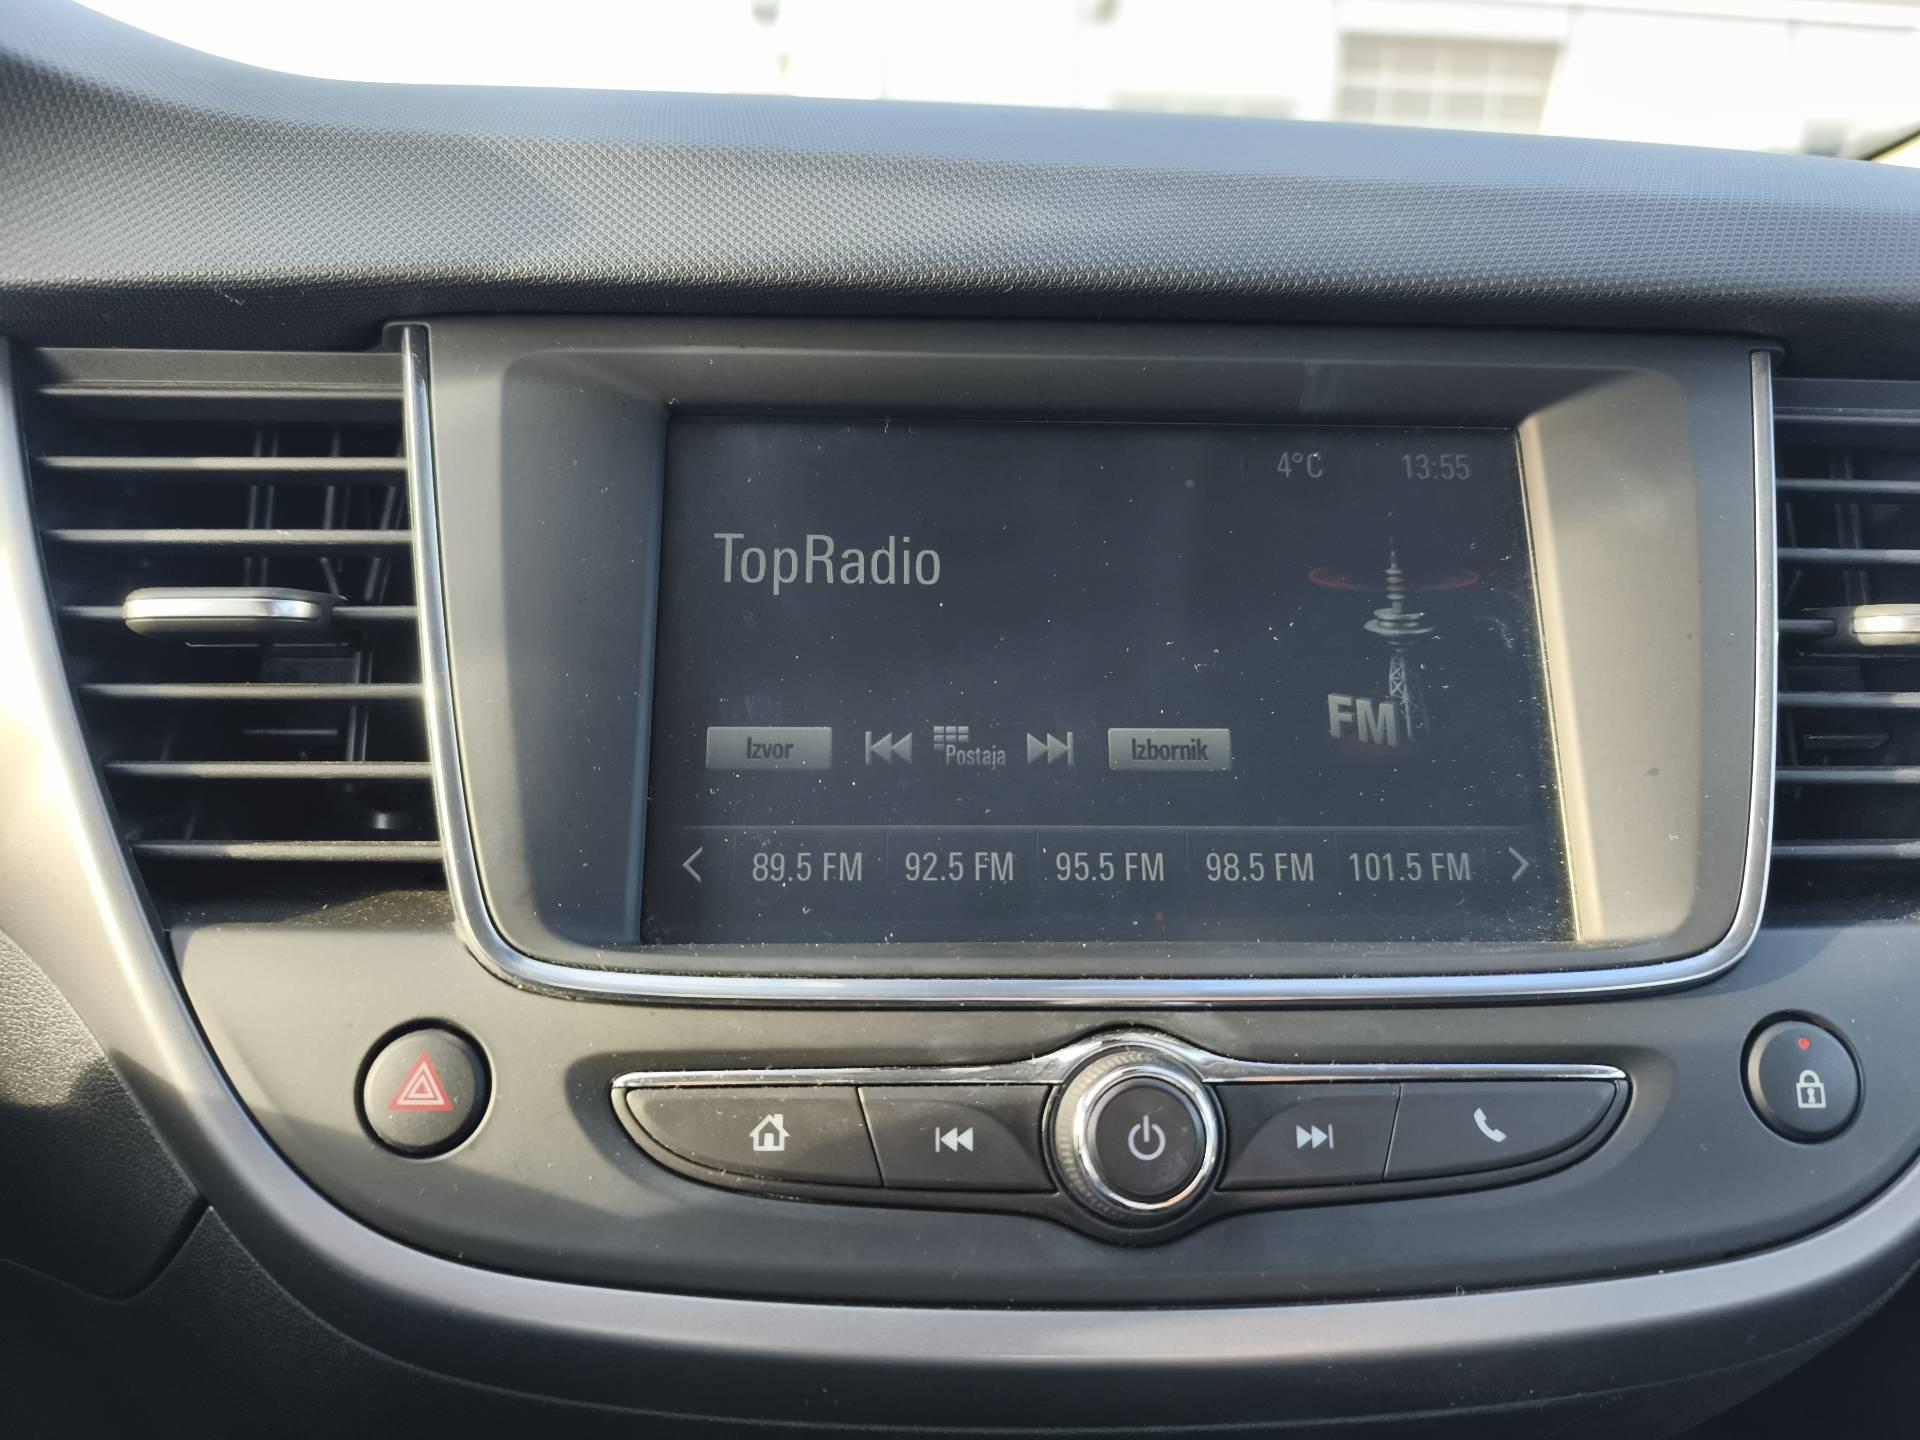 4°C 13:55
TopRadio
FM
Izvor Postaja Izbornik
89.5 FM 92.5 FM 95.5 FM 98.5 FM 101.5 FM